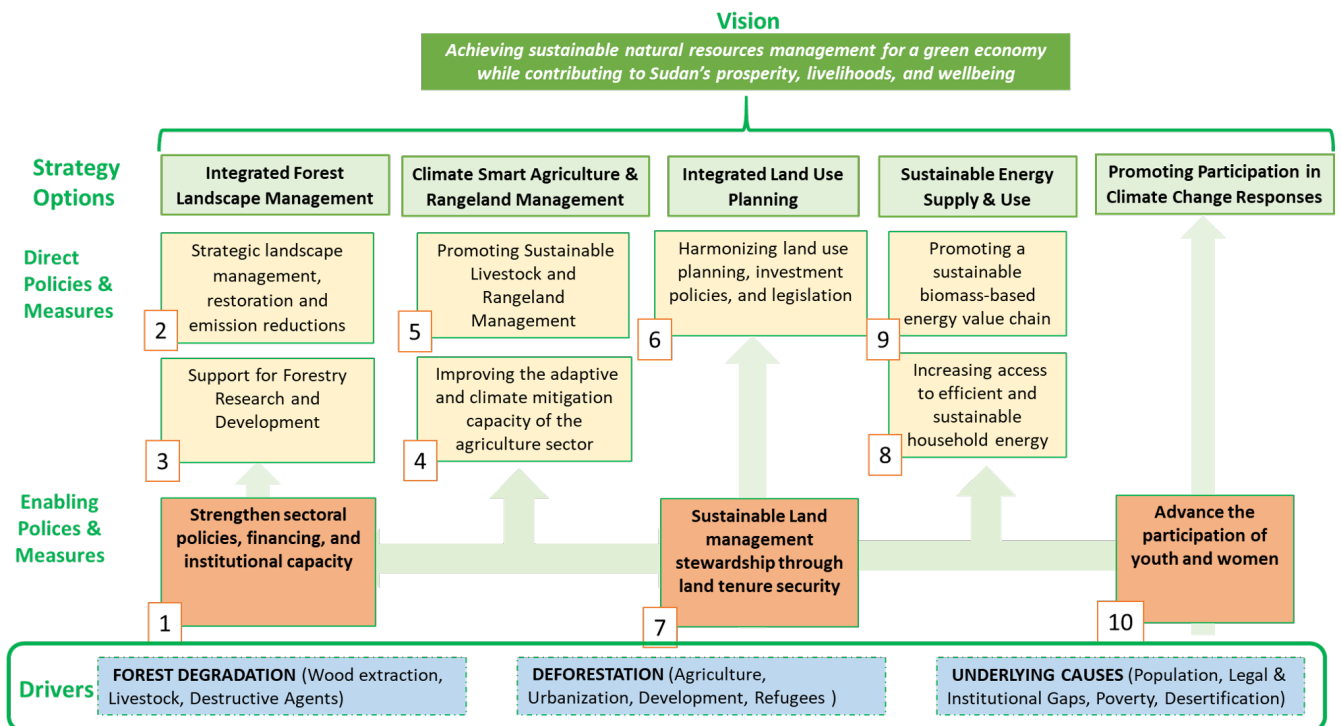 Vision
Achieving sustainable natural resources management for a green economy
while contributing to Sudan's prosperity, livelihoods, and wellbeing
Strategy
Options
Integrated Forest
Landscape Management
Climate Smart Agriculture &
Rangeland Management
Integrated Land Use
Planning
Sustainable Energy
Supply & Use
Promoting Participation in
Climate Change Responses
Direct
Policies &
Measures
Strategic landscape
management,
restoration and
emission reductions
2
Promoting Sustainable
Livestock and
Rangeland
Management
5
Harmonizing land use
planning, investment
policies, and legislation
6
Promoting a
sustainable
biomass-based
energy value chain
9
Support for Forestry
Research and
Development
3
Improving the adaptive
and climate mitigation
capacity of the
agriculture sector
4
Increasing access
to efficient and
sustainable
household energy
8
Enabling
Polices &
Measures
Strengthen sectoral
policies, financing, and
institutional capacity
1
Sustainable Land
management
stewardship through
land tenure security
7
Advance the
participation of
youth and women
10
Drivers
FOREST DEGRADATION (Wood extraction,
Livestock, Destructive Agents)
DEFORESTATION (Agriculture,
Urbanization, Development, Refugees )
UNDERLYING CAUSES (Population, Legal &
Institutional Gaps, Poverty, Desertification)